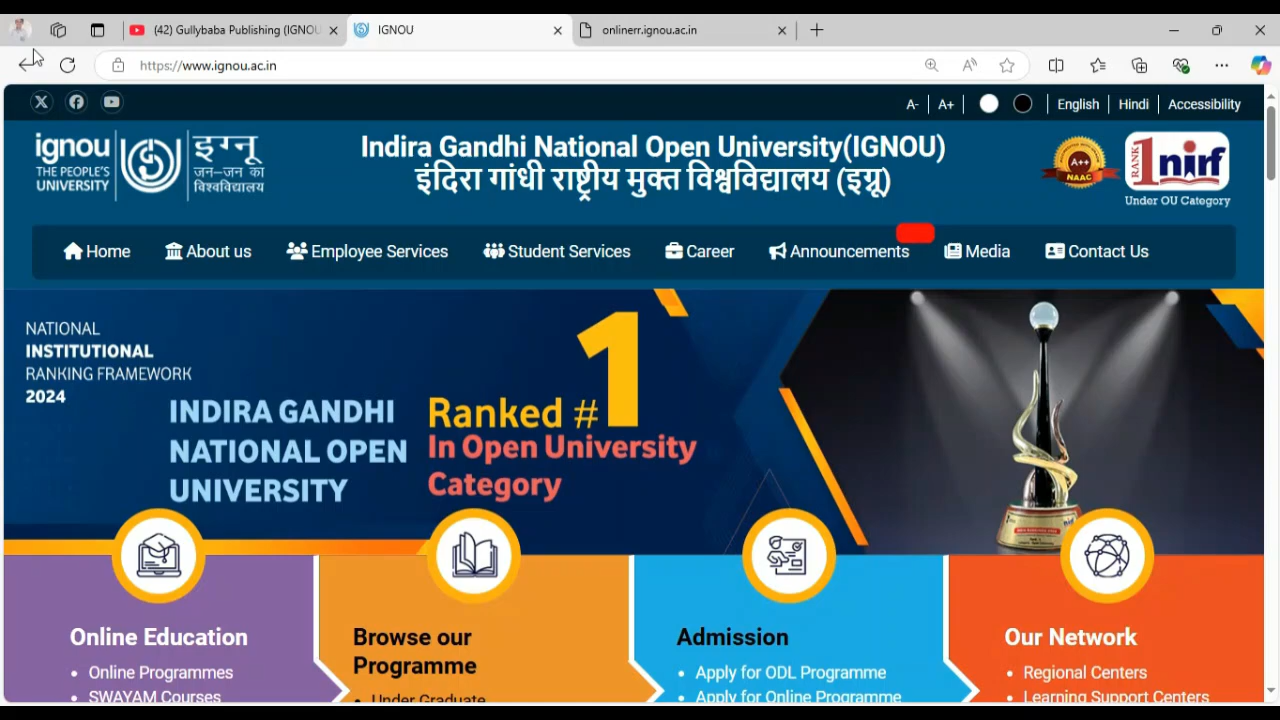 (42) Gullybaba Publishing (IGNOU
IGNOU
onlinerr.ignou.ac.in
https://www.ignou.ac.in
A- A+ English Hindi Accessibility
ignou
THE PEOPLE'S
UNIVERSITY
इग्नू
जन-जन का
विश्वविद्यालय
Indira Gandhi National Open University(IGNOU)
इंदिरा गांधी राष्ट्रीय मुक्त विश्वविद्यालय (इग्नू)
A++
NAAC
RANK 1 nirf
Under OU Category
Home About us Employee Services Student Services Career Announcements Media Contact Us
NATIONAL
INSTITUTIONAL
RANKING FRAMEWORK
2024
INDIRA GANDHI
NATIONAL OPEN
UNIVERSITY
Ranked #1
In Open University
Category
Online Education
Online Programmes
SWAYAM Courses
Browse our
Programme
Under Graduate
Admission
Apply for ODL Programme
Apply for Online Programme
Our Network
Regional Centers
Learning Support Centers